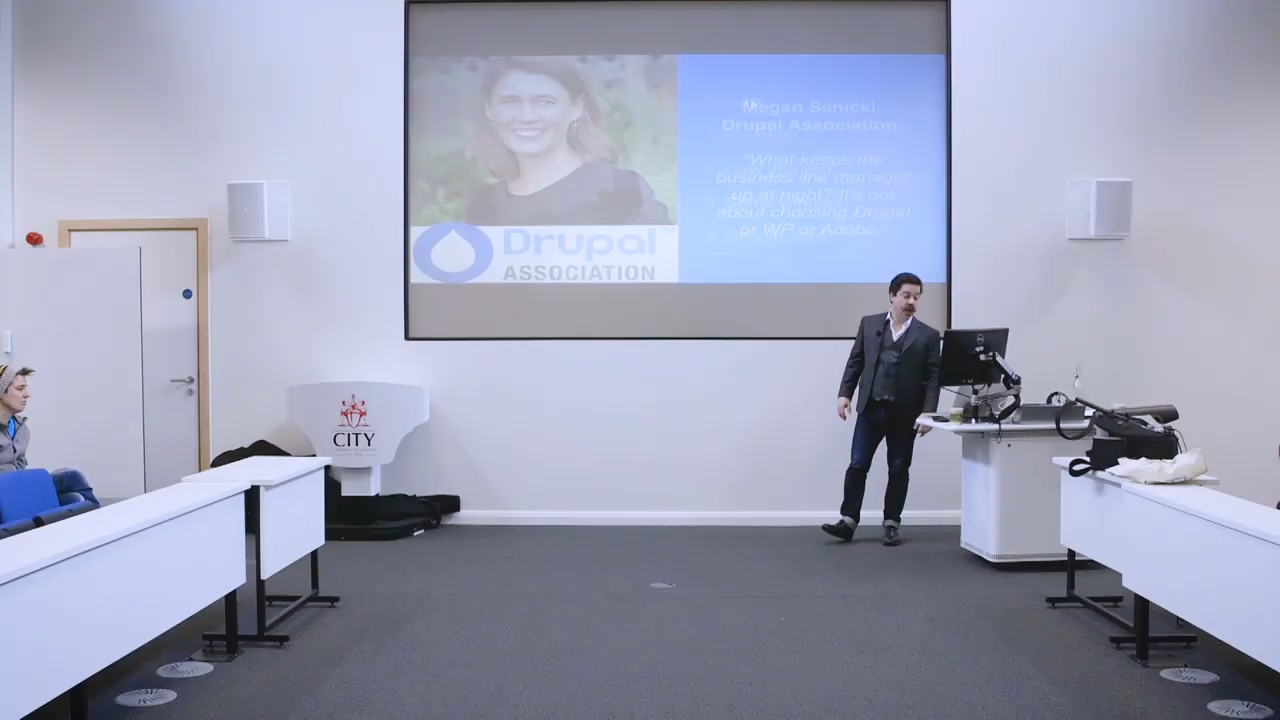 Megan Sanicki,
Drupal Association
"What keeps the
business line manager
up at night? It's not
about choosing Drupal
or WP or Adobe.
Drupal™
ASSOCIATION
CITY